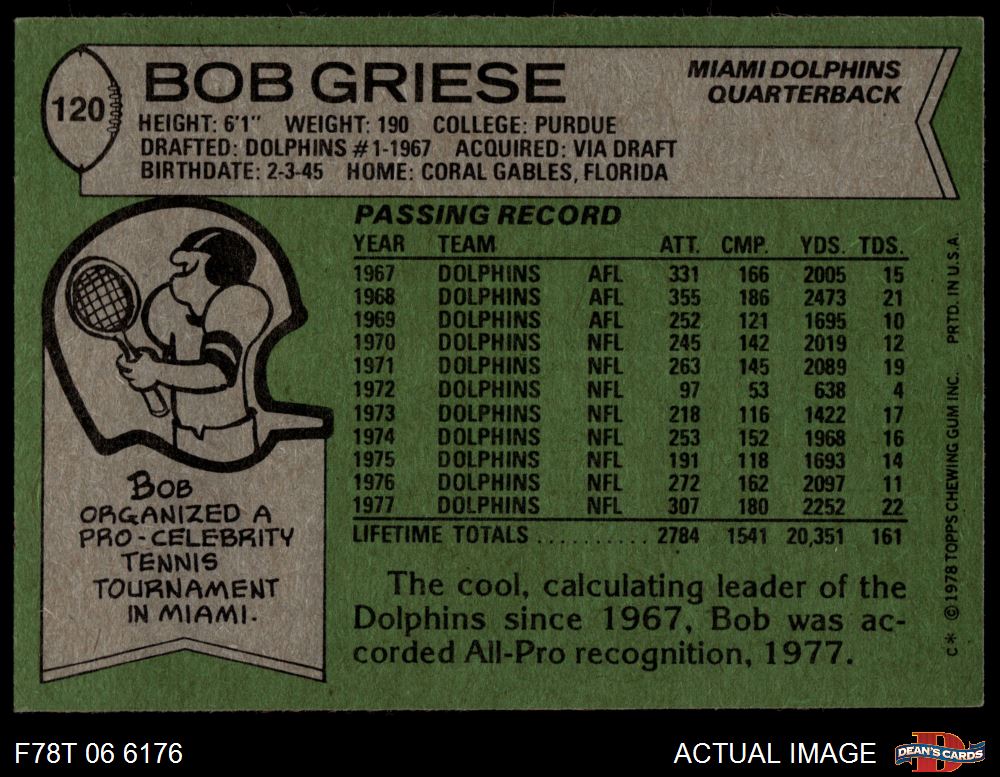 120
BOB GRIESE
MIAMI DOLPHINS
QUARTERBACK
HEIGHT: 6'1" WEIGHT: 190 COLLEGE: PURDUE
DRAFTED: DOLPHINS #1-1967 ACQUIRED: VIA DRAFT
BIRTHDATE: 2-3-45 HOME: CORAL GABLES, FLORIDA
PASSING RECORD
YEAR TEAM ATT. CMP. YDS. TDS.
1967 DOLPHINS AFL 331 166 2005 15
1968 DOLPHINS AFL 355 186 2473 21
1969 DOLPHINS AFL 252 121 1695 10
1970 DOLPHINS NFL 245 142 2019 12
1971 DOLPHINS NFL 263 145 2089 19
1972 DOLPHINS NFL 97 53 638 4
1973 DOLPHINS NFL 218 116 1422 17
1974 DOLPHINS NFL 253 152 1968 16
1975 DOLPHINS NFL 191 118 1693 14
1976 DOLPHINS NFL 272 162 2097 11
1977 DOLPHINS NFL 307 180 2252 22
LIFETIME TOTALS .......... 2784 1541 20,351 161
The cool, calculating leader of the
Dolphins since 1967, Bob was ac-
corded All-Pro recognition, 1977.
BOB
ORGANIZED A
PRO-CELEBRITY
TENNIS
TOURNAMENT
IN MIAMI.
C* ©1978 TOPPS CHEWING GUM INC. PRTD. IN U.S.A.
F78T 06 6176
ACTUAL IMAGE
D
DEAN'S CARDS